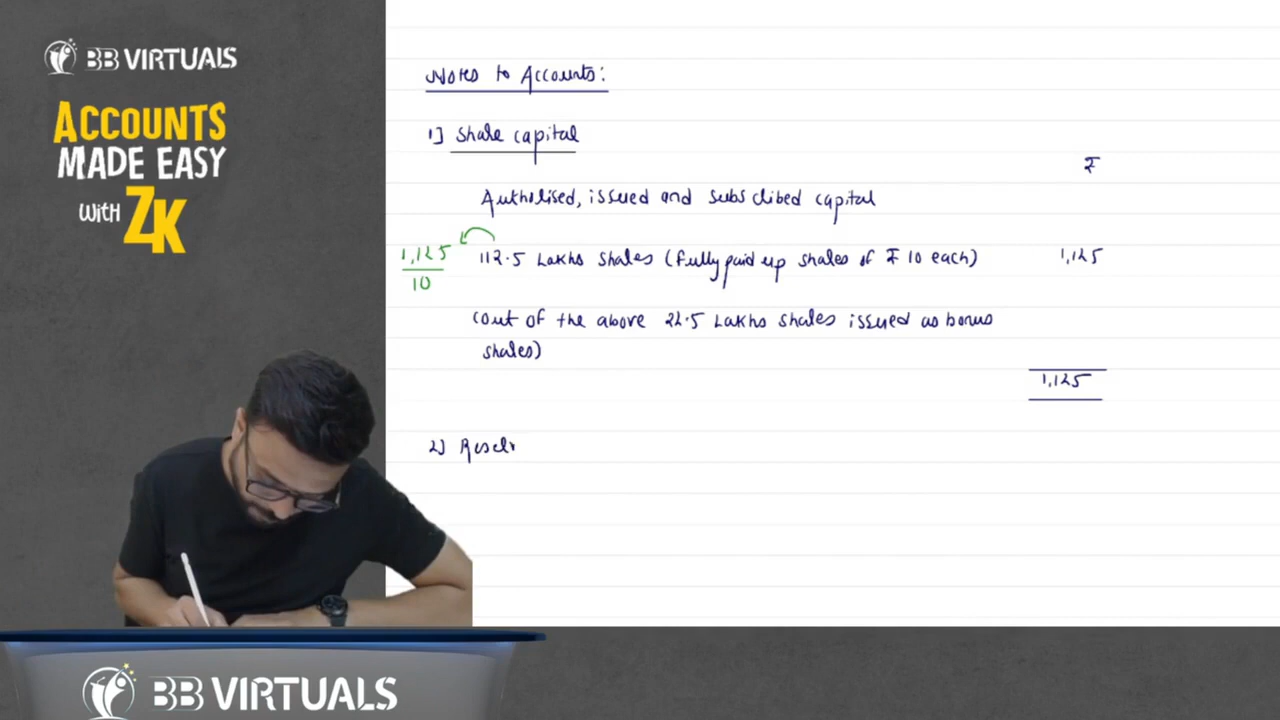 BB VIRTUALS
ACCOUNTS
MADE EASY
WITH ZK
Notes to Accounts:
1] Share capital
₹
Authorised, issued and subscribed capital
1,125
10
112.5 Lakhs shares (fully paid up shares of ₹ 10 each) 1,125
(out of the above 22.5 Lakhs shares issued as bonus
shares)
1,125
2) Reser
BB VIRTUALS